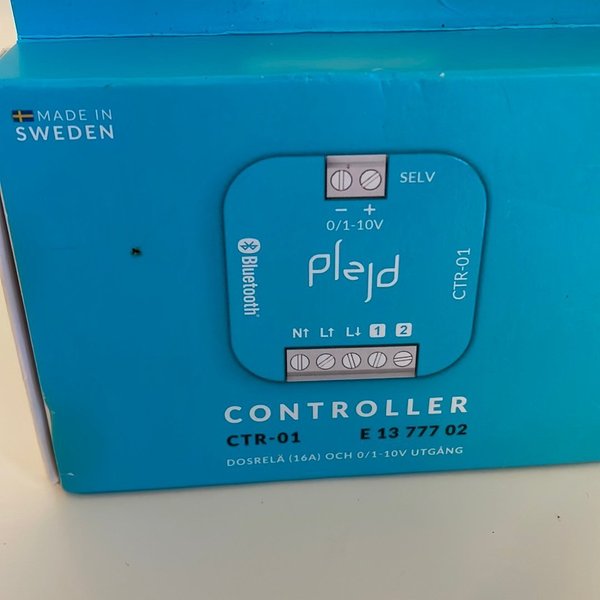 MADE IN
SWEDEN
SELV
− +
0/1-10V
Bluetooth
plejd
CTR-01
N↑ L↑ L↓ 1 2
CONTROLLER
CTR-01 E 13 777 02
DOSRELÄ (16A) OCH 0/1-10V UTGÅNG